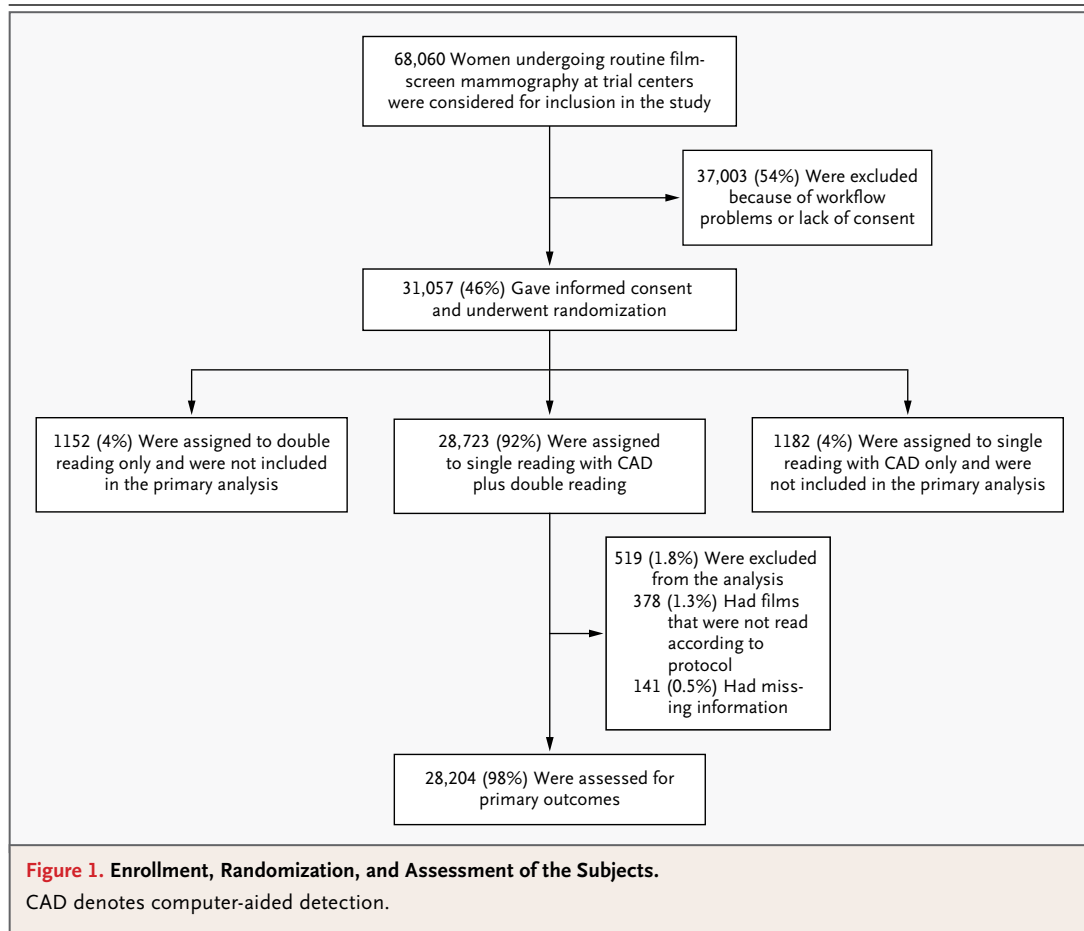 68,060 Women undergoing routine film-
screen mammography at trial centers
were considered for inclusion in the study
37,003 (54%) Were excluded
because of workflow
problems or lack of consent
31,057 (46%) Gave informed consent
and underwent randomization
1152 (4%) Were assigned to double
reading only and were not included
in the primary analysis
28,723 (92%) Were assigned
to single reading with CAD
plus double reading
1182 (4%) Were assigned to single
reading with CAD only and were
not included in the primary analysis
519 (1.8%) Were excluded
from the analysis
378 (1.3%) Had films
that were not read
according to
protocol
141 (0.5%) Had miss-
ing information
28,204 (98%) Were assessed for
primary outcomes
Figure 1. Enrollment, Randomization, and Assessment of the Subjects.
CAD denotes computer-aided detection.